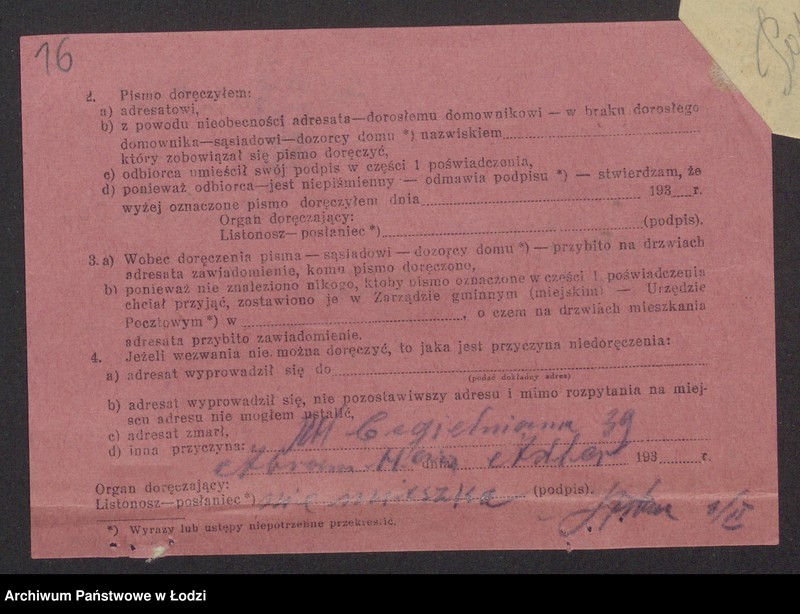 16
2. Pismo doręczyłem:
a) adresatowi,
b) z powodu nieobecności adresata—dorosłemu domownikowi — w braku dorosłego
domownika—sąsiadowi—dozorcy domu *) nazwiskiem
który zobowiązał się pismo doręczyć,
c) odbiorca umieścił swój podpis w części 1 poświadczenia,
d) ponieważ odbiorca—jest niepiśmienny — odmawia podpisu *) — stwierdzam, że
wyżej oznaczone pismo doręczyłem dnia 193 r.
Organ doręczający:
Listonosz—posłaniec *) (podpis).
3. a) Wobec doręczenia pisma — sąsiadowi — dozorcy domu *) — przybito na drzwiach
adresata zawiadomienie, komu pismo doręczono,
b) ponieważ nie znaleziono nikogo, ktoby pismo oznaczone w części 1 poświadczenia
chciał przyjąć, zostawiono je w Zarządzie gminnym (miejskim) — Urzędzie
Pocztowym *) w , o czem na drzwiach mieszkania
adresata przybito zawiadomienie.
4. Jeżeli wezwania nie można doręczyć, to jaka jest przyczyna niedoręczenia:
a) adresat wyprowadził się do
(podać dokładny adres)
b) adresat wyprowadził się, nie pozostawiwszy adresu i mimo rozpytania na miej-
scu adresu nie mogłem ustalić,
c) adresat zmarł,
d) inna przyczyna: Cegielniana 39
Abram dnia Adler 193 r.
Organ doręczający:
Listonosz—posłaniec *) nie mieszka (podpis).
*) Wyrazy lub ustępy niepotrzebne przekreślić.
Archiwum Państwowe w Łodzi